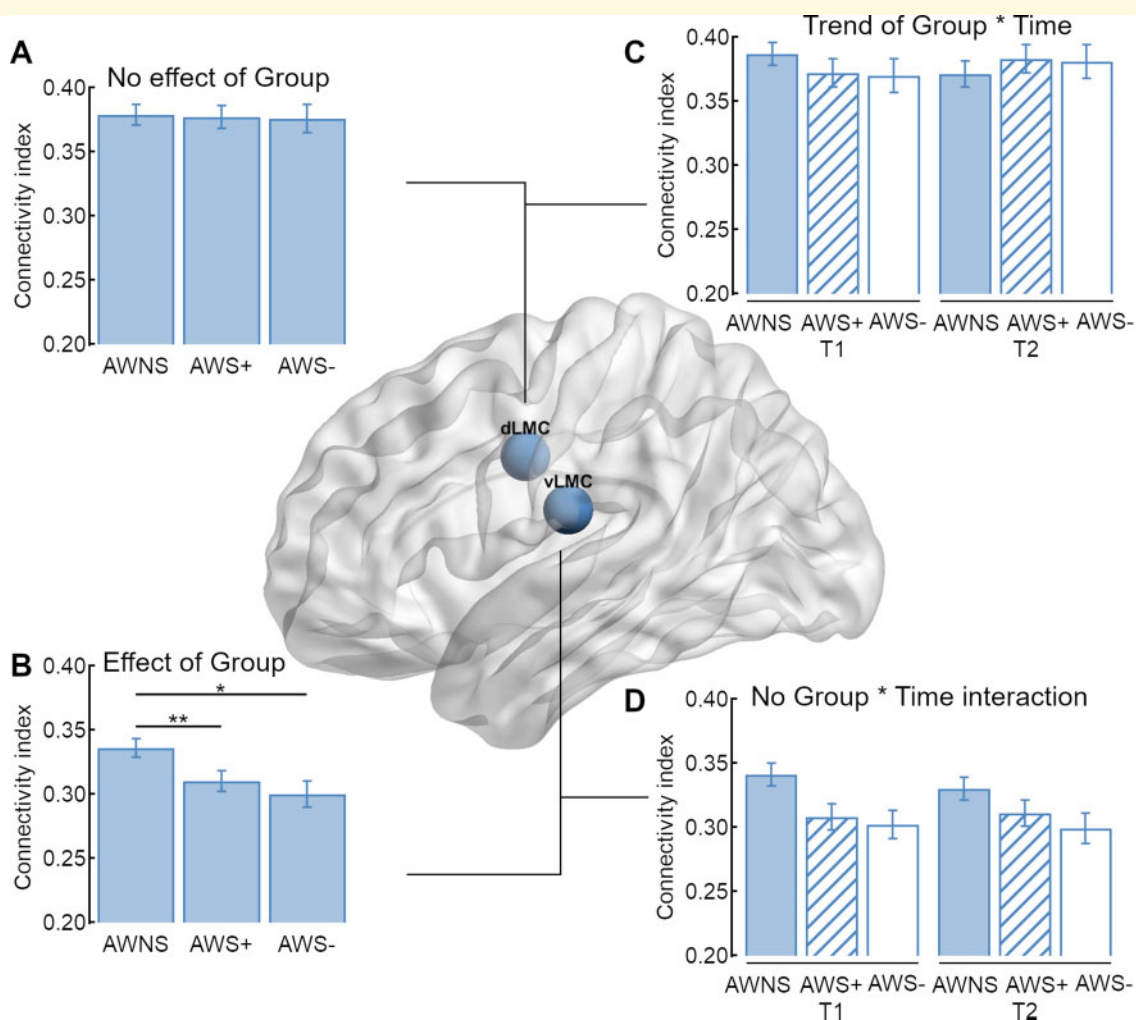 A
No effect of Group
Connectivity index
0.40
0.35
0.30
0.25
0.20
AWNS AWS+ AWS-
C
Trend of Group * Time
Connectivity index
0.40
0.35
0.30
0.25
0.20
AWNS AWS+ AWS- AWNS AWS+ AWS-
T1 T2
dLMC
vLMC
B
Effect of Group
Connectivity index
0.40
0.35
0.30
0.25
0.20
*
**
AWNS AWS+ AWS-
D
No Group * Time interaction
Connectivity index
0.40
0.35
0.30
0.25
0.20
AWNS AWS+ AWS- AWNS AWS+ AWS-
T1 T2